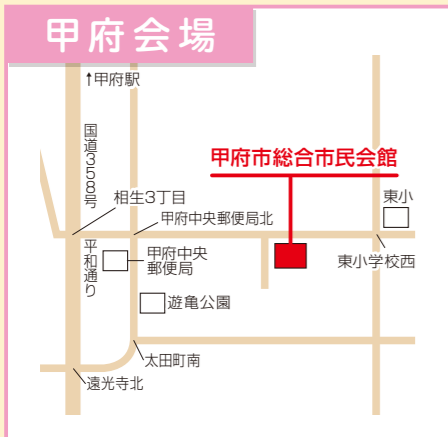 甲府会場
↑甲府駅
国道358号
甲府市総合市民会館
相生3丁目
東小
甲府中央郵便局北
平和通り
甲府中央
郵便局
東小学校西
遊亀公園
太田町南
遠光寺北